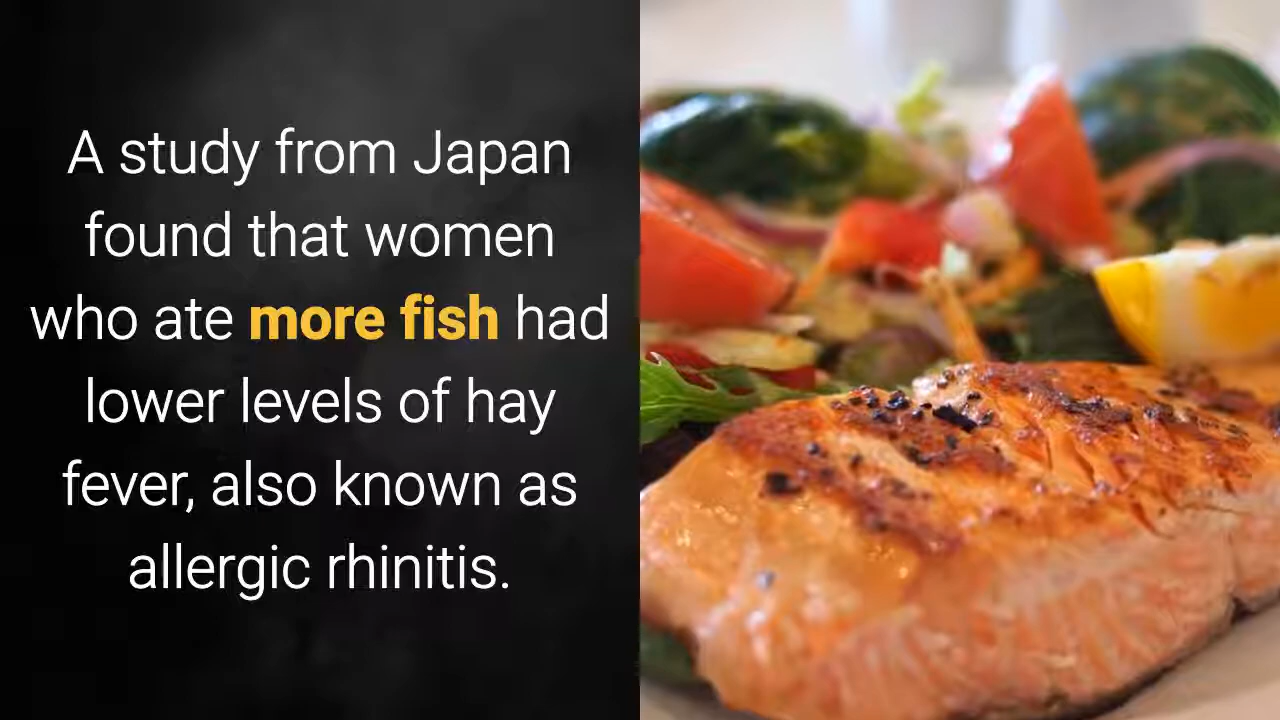 A study from Japan
found that women
who ate more fish had
lower levels of hay
fever, also known as
allergic rhinitis.